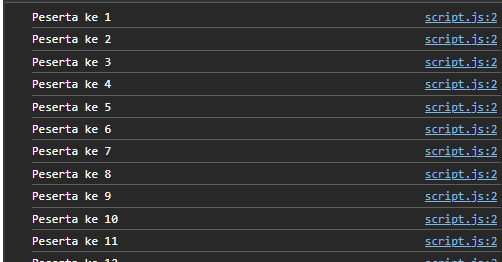 Peserta ke 1 script.js:2
Peserta ke 2 script.js:2
Peserta ke 3 script.js:2
Peserta ke 4 script.js:2
Peserta ke 5 script.js:2
Peserta ke 6 script.js:2
Peserta ke 7 script.js:2
Peserta ke 8 script.js:2
Peserta ke 9 script.js:2
Peserta ke 10 script.js:2
Peserta ke 11 script.js:2